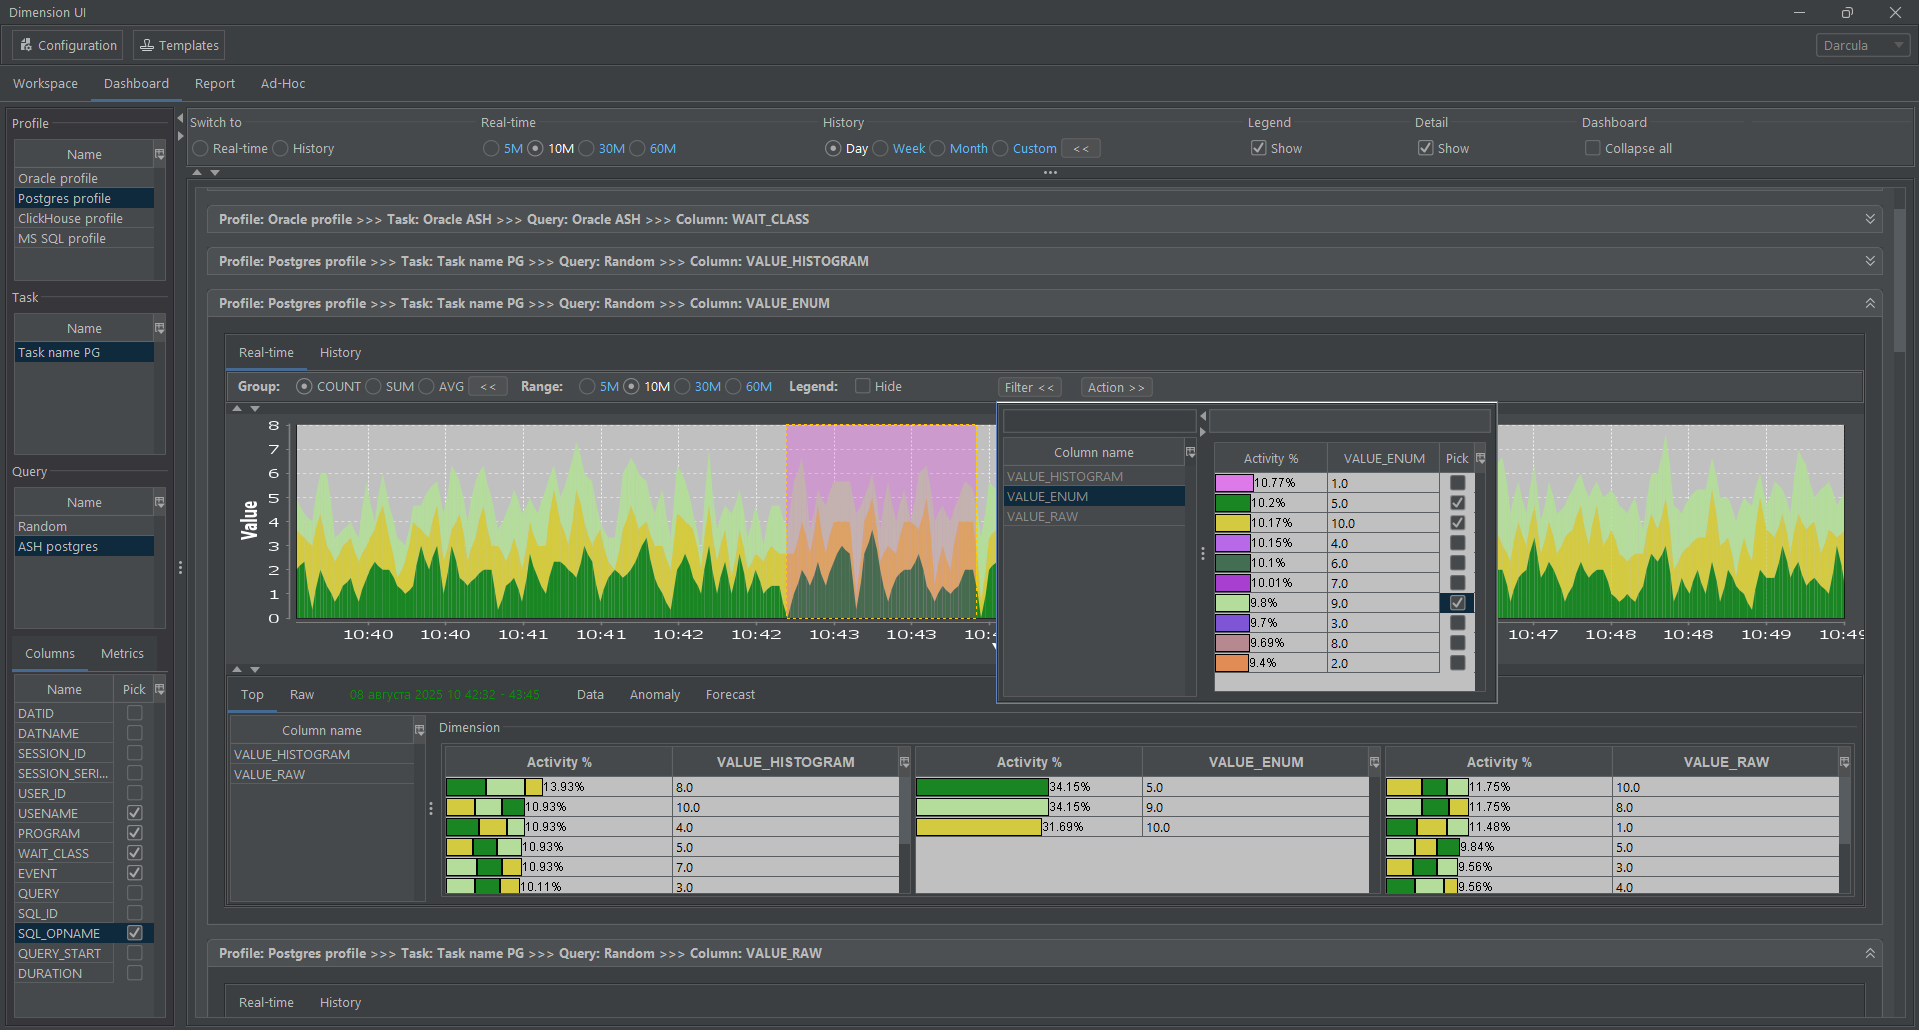 Dimension UI
Configuration Templates Darcula
Workspace Dashboard Report Ad-Hoc
Profile
Name
Oracle profile
Postgres profile
ClickHouse profile
MS SQL profile
Task
Name
Task name PG
Query
Name
Random
ASH postgres
Columns Metrics
Name Pick
DATID
DATNAME
SESSION_ID
SESSION_SERI...
USER_ID
USENAME
PROGRAM
WAIT_CLASS
EVENT
QUERY
SQL_ID
SQL_OPNAME
QUERY_START
DURATION
Switch to Real-time History Legend Detail Dashboard
Real-time History 5M 10M 30M 60M Day Week Month Custom << Show Show Collapse all
Profile: Oracle profile >>> Task: Oracle ASH >>> Query: Oracle ASH >>> Column: WAIT_CLASS
Profile: Postgres profile >>> Task: Task name PG >>> Query: Random >>> Column: VALUE_HISTOGRAM
Profile: Postgres profile >>> Task: Task name PG >>> Query: Random >>> Column: VALUE_ENUM
Real-time History
Group: COUNT SUM AVG << Range: 5M 10M 30M 60M Legend: Hide Filter << Action >>
Value
8
7
6
5
4
3
2
1
0
10:40 10:40 10:41 10:41 10:42 10:42 10:43 10:43 10:4 10:47 10:48 10:48 10:49 10:49
Column name
VALUE_HISTOGRAM
VALUE_ENUM
VALUE_RAW
Activity % VALUE_ENUM Pick
10.77% 1.0
10.2% 5.0
10.17% 10.0
10.15% 4.0
10.1% 6.0
10.01% 7.0
9.8% 9.0
9.7% 3.0
9.69% 8.0
9.4% 2.0
Top Raw 08 августа 2025 10:42:32 - 43:45 Data Anomaly Forecast
Column name
VALUE_HISTOGRAM
VALUE_RAW
Dimension
Activity % VALUE_HISTOGRAM
13.93% 8.0
10.93% 10.0
10.93% 4.0
10.93% 5.0
10.93% 7.0
10.11% 3.0
Activity % VALUE_ENUM
34.15% 5.0
34.15% 9.0
31.69% 10.0
Activity % VALUE_RAW
11.75% 10.0
11.75% 8.0
11.48% 1.0
9.84% 5.0
9.56% 3.0
9.56% 4.0
Profile: Postgres profile >>> Task: Task name PG >>> Query: Random >>> Column: VALUE_RAW
Real-time History